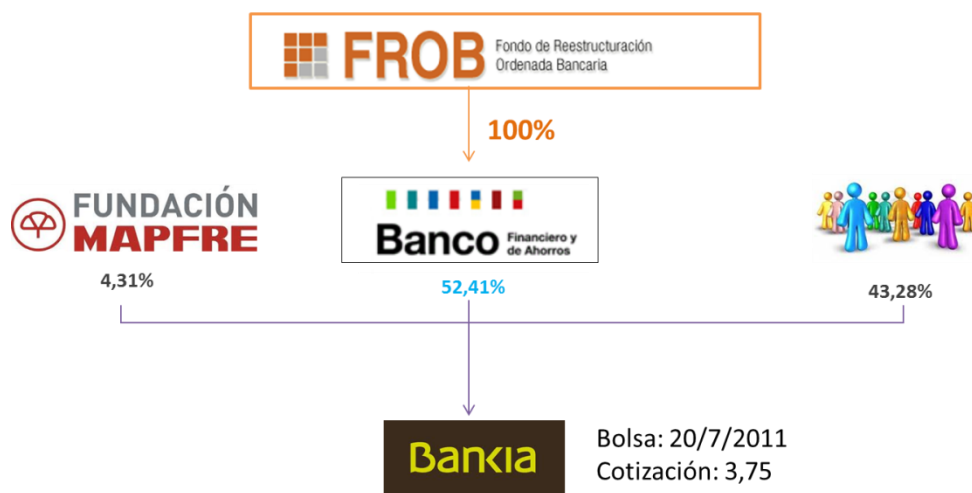 FROB
Fondo de Reestructuración
Ordenada Bancaria
100%
FUNDACIÓN
MAPFRE
4,31%
Banco
Financiero y
de Ahorros
52,41%
43,28%
Bankia
Bolsa: 20/7/2011
Cotización: 3,75